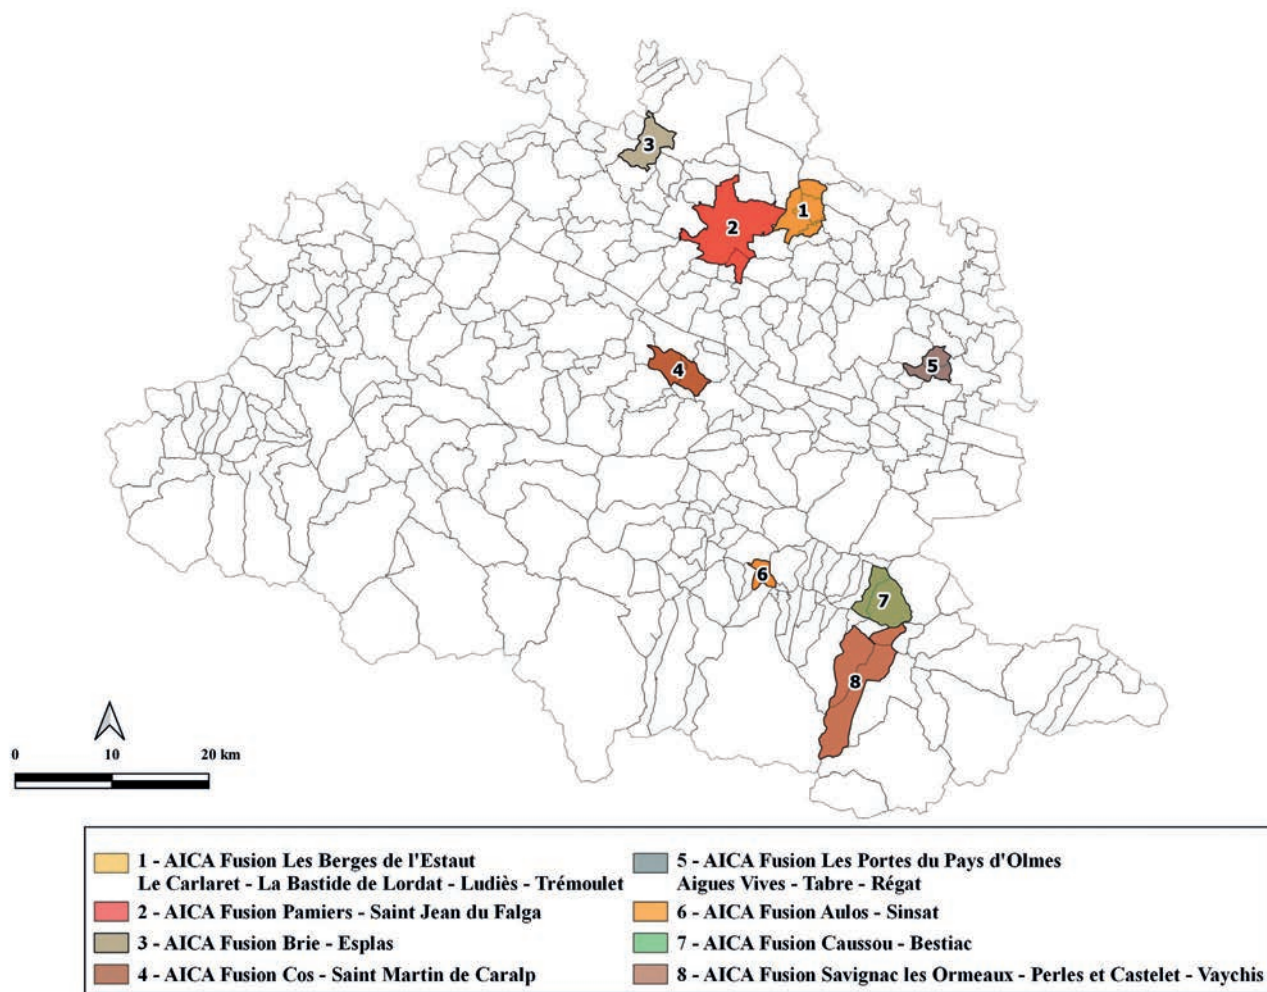 3
1
2
4
5
6
7
8
0 10 20 km
1 - AICA Fusion Les Berges de l'Estaut
Le Carlaret - La Bastide de Lordat - Ludiès - Trémoulet
2 - AICA Fusion Pamiers - Saint Jean du Falga
3 - AICA Fusion Brie - Esplas
4 - AICA Fusion Cos - Saint Martin de Caralp
5 - AICA Fusion Les Portes du Pays d'Olmes
Aigues Vives - Tabre - Régat
6 - AICA Fusion Aulos - Sinsat
7 - AICA Fusion Caussou - Bestiac
8 - AICA Fusion Savignac les Ormeaux - Perles et Castelet - Vaychis